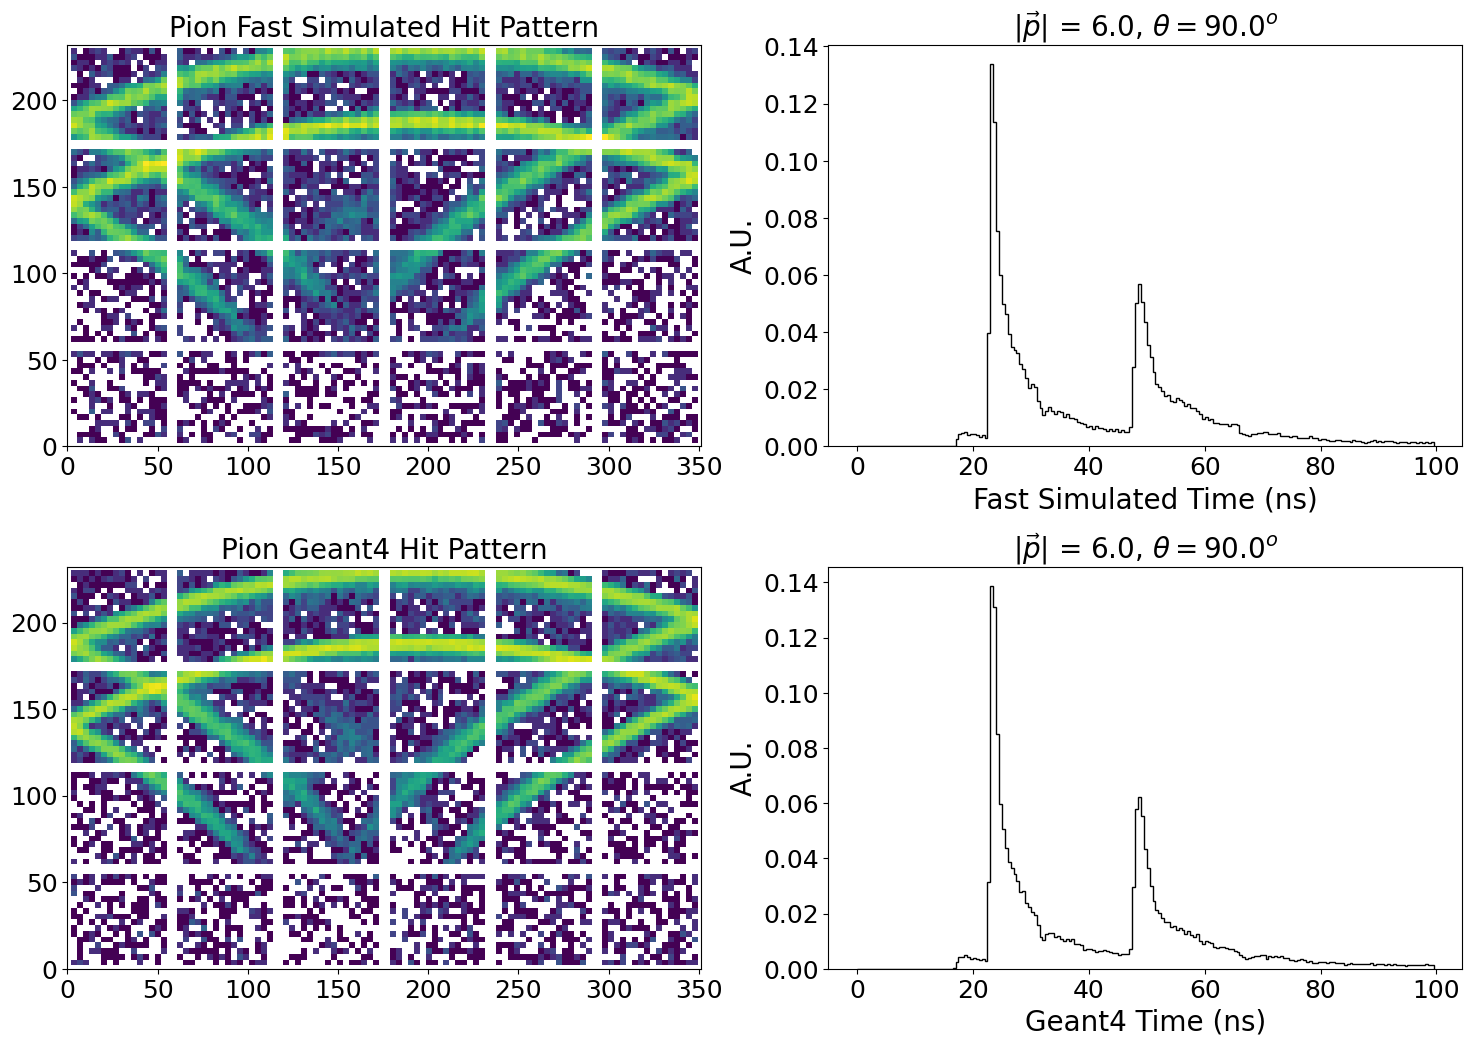 Pion Fast Simulated Hit Pattern
200
150
100
50
0
0 50 100 150 200 250 300 350
|p⃗| = 6.0, θ = 90.0°
0.14
0.12
0.10
0.08
0.06
0.04
0.02
0.00
A.U.
0 20 40 60 80 100
Fast Simulated Time (ns)
Pion Geant4 Hit Pattern
200
150
100
50
0
0 50 100 150 200 250 300 350
|p⃗| = 6.0, θ = 90.0°
0.14
0.12
0.10
0.08
0.06
0.04
0.02
0.00
A.U.
0 20 40 60 80 100
Geant4 Time (ns)